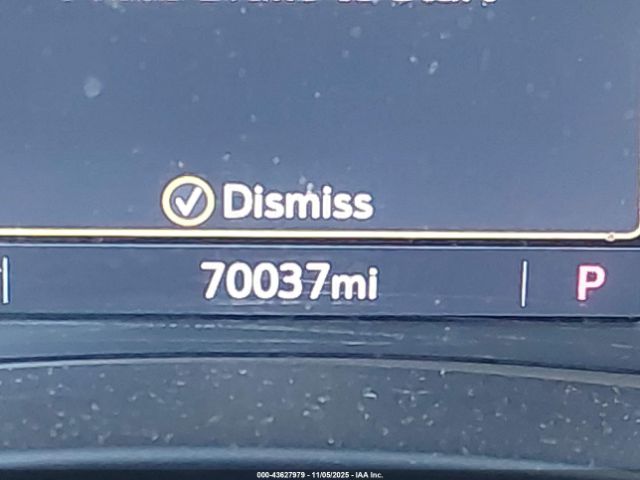 Dismiss
70037mi
P
000-43627979 - 11/05/2025 - IAA Inc.